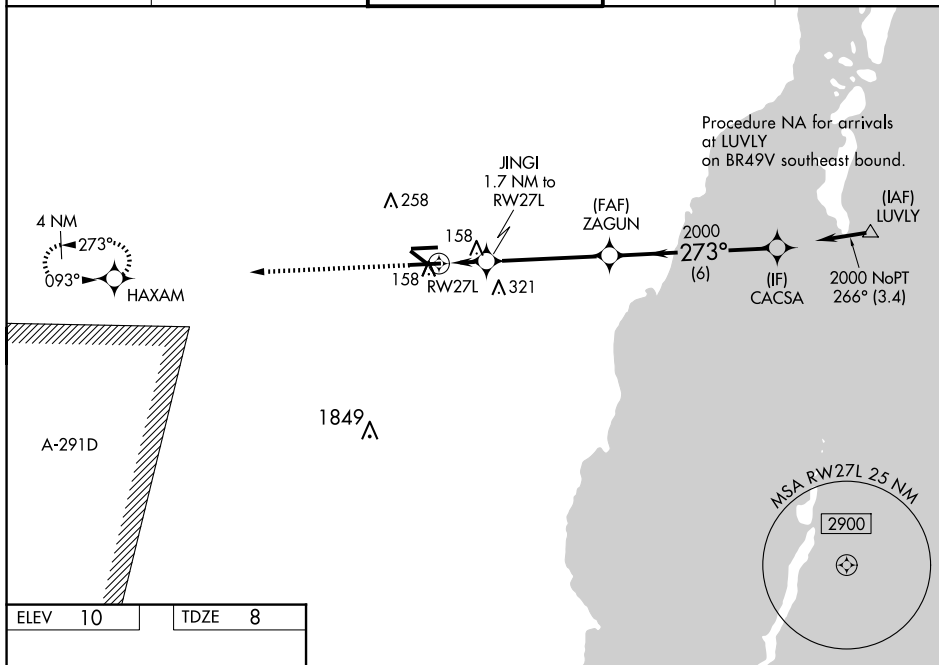 Procedure NA for arrivals
at LUVLY
on BR49V southeast bound.
JINGI
1.7 NM to
RW27L
(FAF)
ZAGUN
(IAF)
LUVLY
258
4 NM
273°
093°
HAXAM
158
158
RW27L
321
2000
273°
(6)
(IF)
CACSA
2000 NoPT
266° (3.4)
1849
A-291D
MSA RW27L 25 NM
2900
ELEV 10
TDZE 8